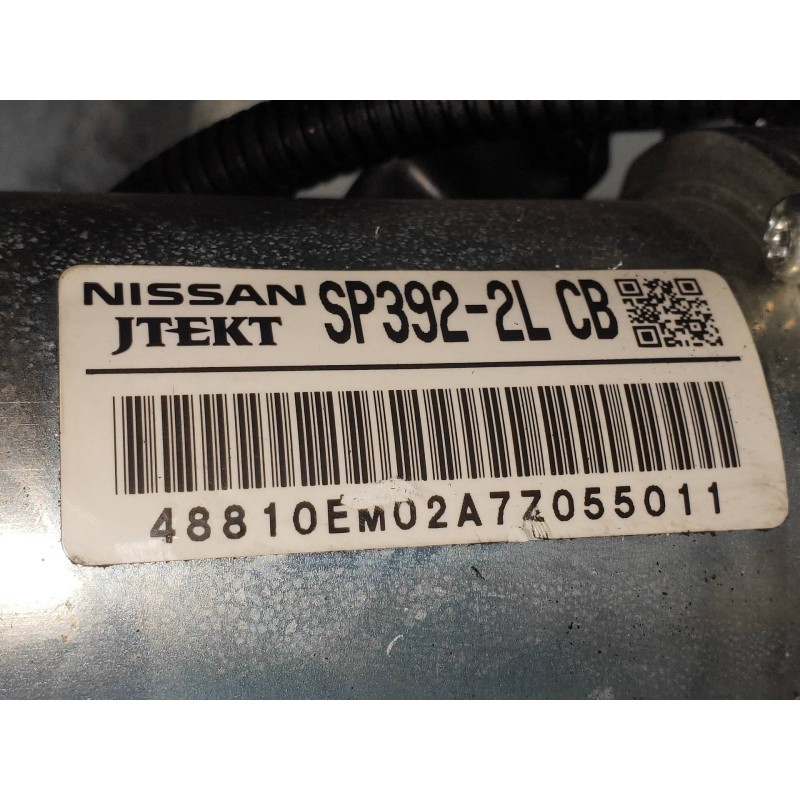 NISSAN SP392-2L CB
JTEKT
48810EM02A7Z055011